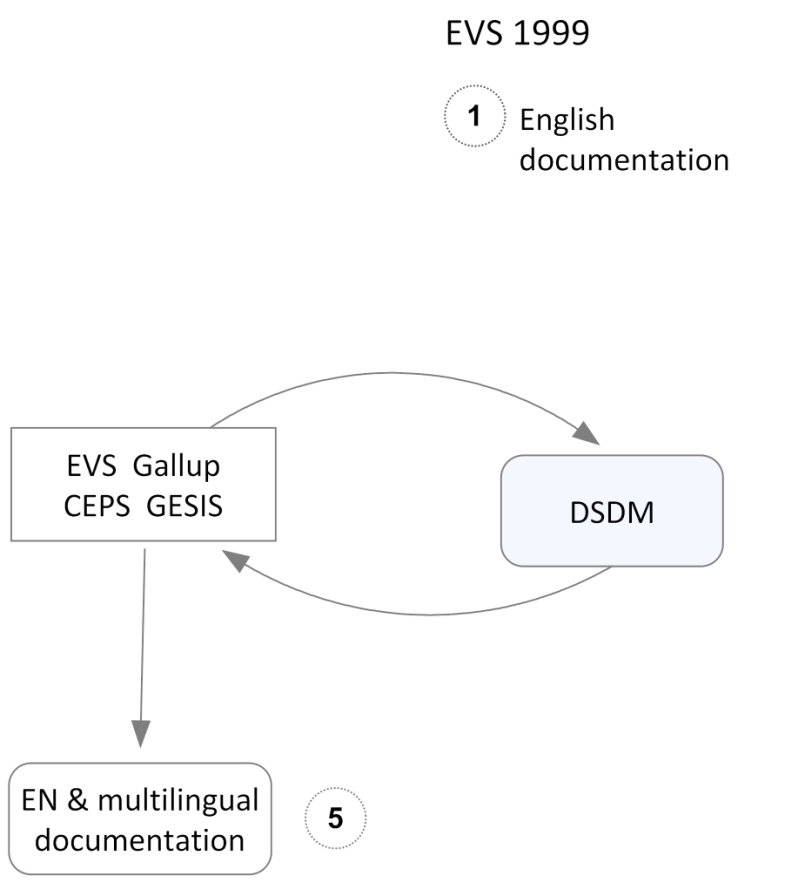 EVS 1999
1
English
documentation
EVS Gallup
CEPS GESIS
DSDM
EN & multilingual
documentation
5